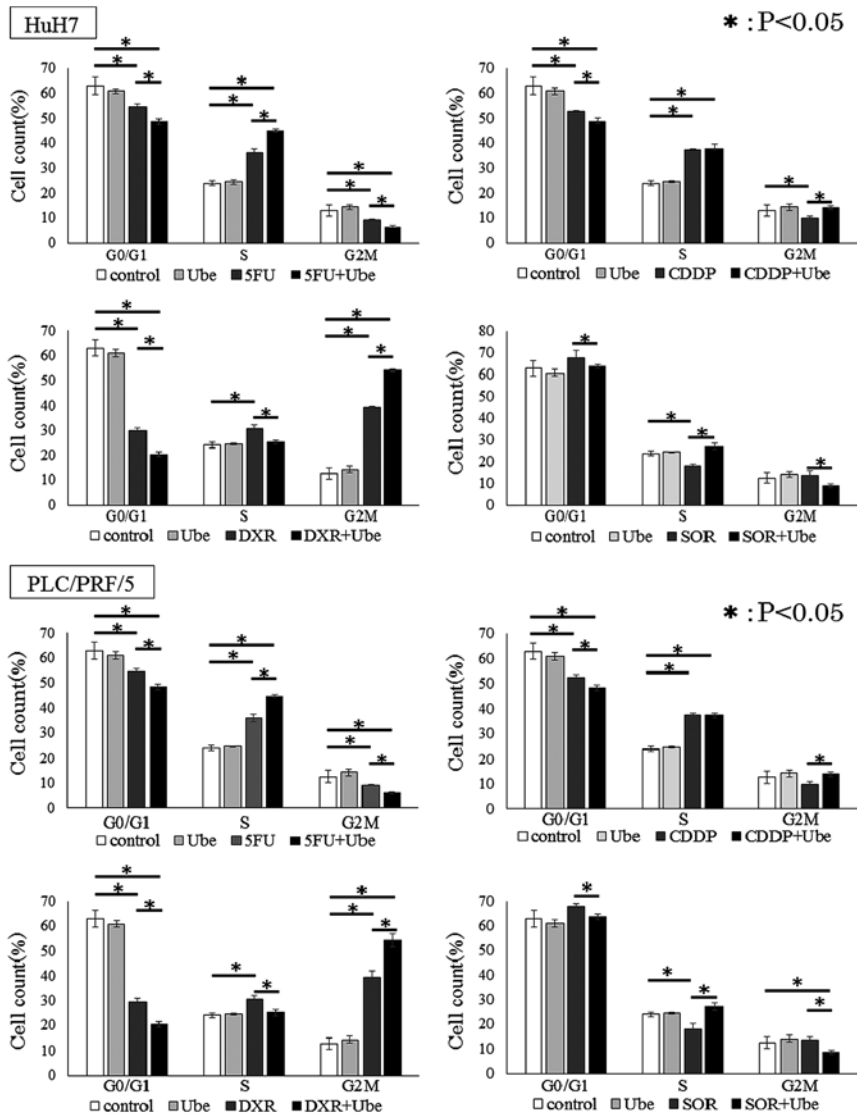 HuH7
* : P<0.05
Cell count(%)
70
60
50
40
30
20
10
0
* * *
* * *
* * *
G0/G1 S G2M
control Ube 5FU 5FU+Ube
Cell count(%)
70
60
50
40
30
20
10
0
* * *
* *
* *
G0/G1 S G2M
control Ube CDDP CDDP+Ube
Cell count(%)
70
60
50
40
30
20
10
0
* * *
* *
* * *
G0/G1 S G2M
control Ube DXR DXR+Ube
Cell count(%)
80
70
60
50
40
30
20
10
0
*
* *
*
G0/G1 S G2M
control Ube SOR SOR+Ube
PLC/PRF/5
* : P<0.05
Cell count(%)
70
60
50
40
30
20
10
0
* * *
* * *
* * *
G0/G1 S G2M
control Ube 5FU 5FU+Ube
Cell count(%)
70
60
50
40
30
20
10
0
* * *
* *
*
G0/G1 S G2M
control Ube CDDP CDDP+Ube
Cell count(%)
70
60
50
40
30
20
10
0
* * *
* *
* * *
G0/G1 S G2M
control Ube DXR DXR+Ube
Cell count(%)
70
60
50
40
30
20
10
0
*
* *
* *
G0/G1 S G2M
control Ube SOR SOR+Ube